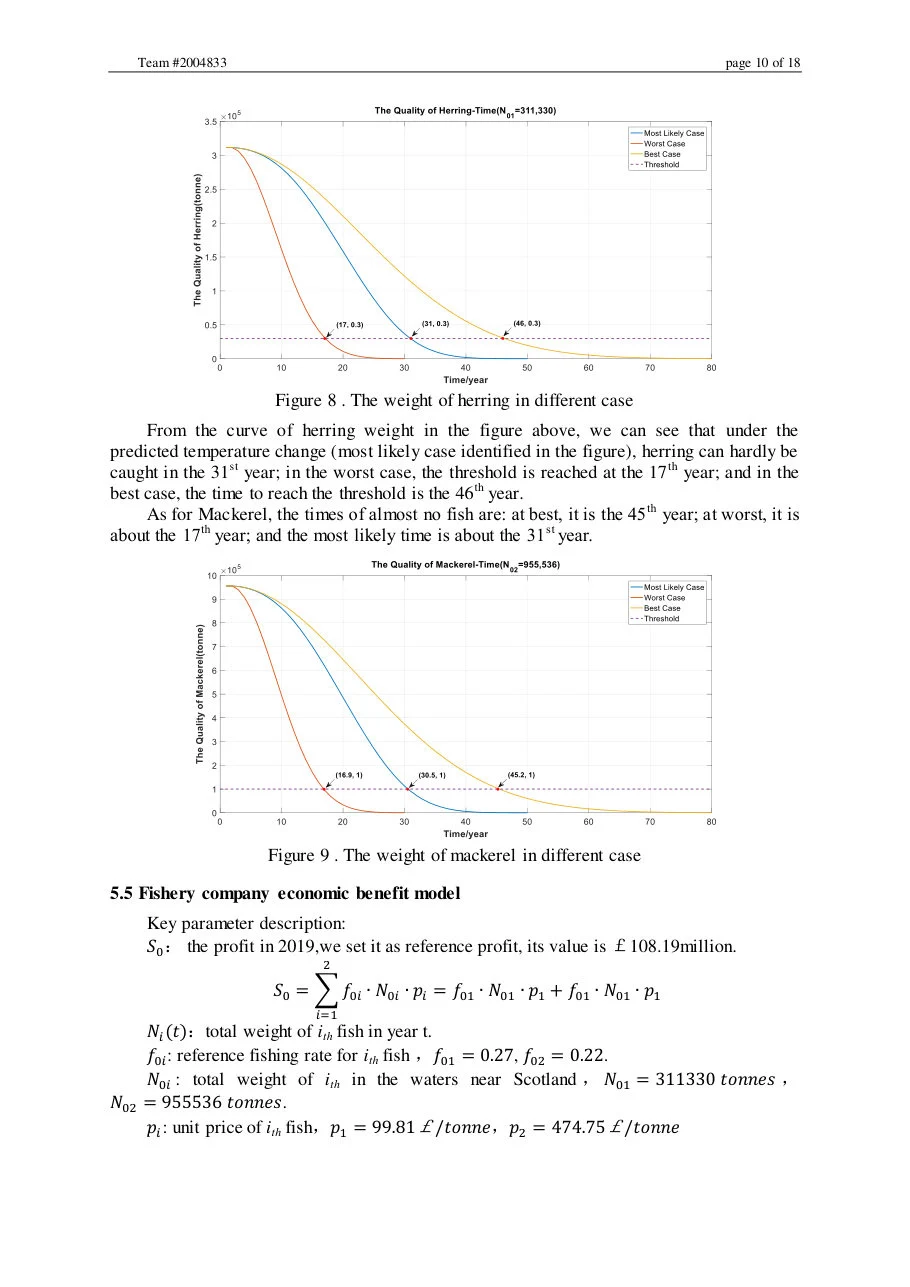 Team #2004833 page 10 of 18
The Quality of Herring-Time(N01=311,330)
×10^5
3.5
3
2.5
2
1.5
1
0.5
0
The Quality of Herring(tonne)
Most Likely Case
Worst Case
Best Case
Threshold
(17, 0.3) (31, 0.3) (46, 0.3)
0 10 20 30 40 50 60 70 80
Time/year
Figure 8 . The weight of herring in different case
From the curve of herring weight in the figure above, we can see that under the
predicted temperature change (most likely case identified in the figure), herring can hardly be
caught in the 31st year; in the worst case, the threshold is reached at the 17th year; and in the
best case, the time to reach the threshold is the 46th year.
As for Mackerel, the times of almost no fish are: at best, it is the 45th year; at worst, it is
about the 17th year; and the most likely time is about the 31st year.
The Quality of Mackerel-Time(N02=955,536)
×10^5
10
9
8
7
6
5
4
3
2
1
0
The Quality of Mackerel(tonne)
Most Likely Case
Worst Case
Best Case
Threshold
(16.9, 1) (30.5, 1) (45.2, 1)
0 10 20 30 40 50 60 70 80
Time/year
Figure 9 . The weight of mackerel in different case
5.5 Fishery company economic benefit model
Key parameter description:
S0： the profit in 2019,we set it as reference profit, its value is ￡108.19million.
S0 = ∑_{i=1}^{2} f0i · N0i · pi = f01 · N01 · p1 + f01 · N01 · p1
Ni(t)：total weight of ith fish in year t.
f0i: reference fishing rate for ith fish，f01 = 0.27, f02 = 0.22.
N0i : total weight of ith in the waters near Scotland，N01 = 311330 tonnes，
N02 = 955536 tonnes.
pi: unit price of ith fish，p1 = 99.81￡/tonne，p2 = 474.75￡/tonne